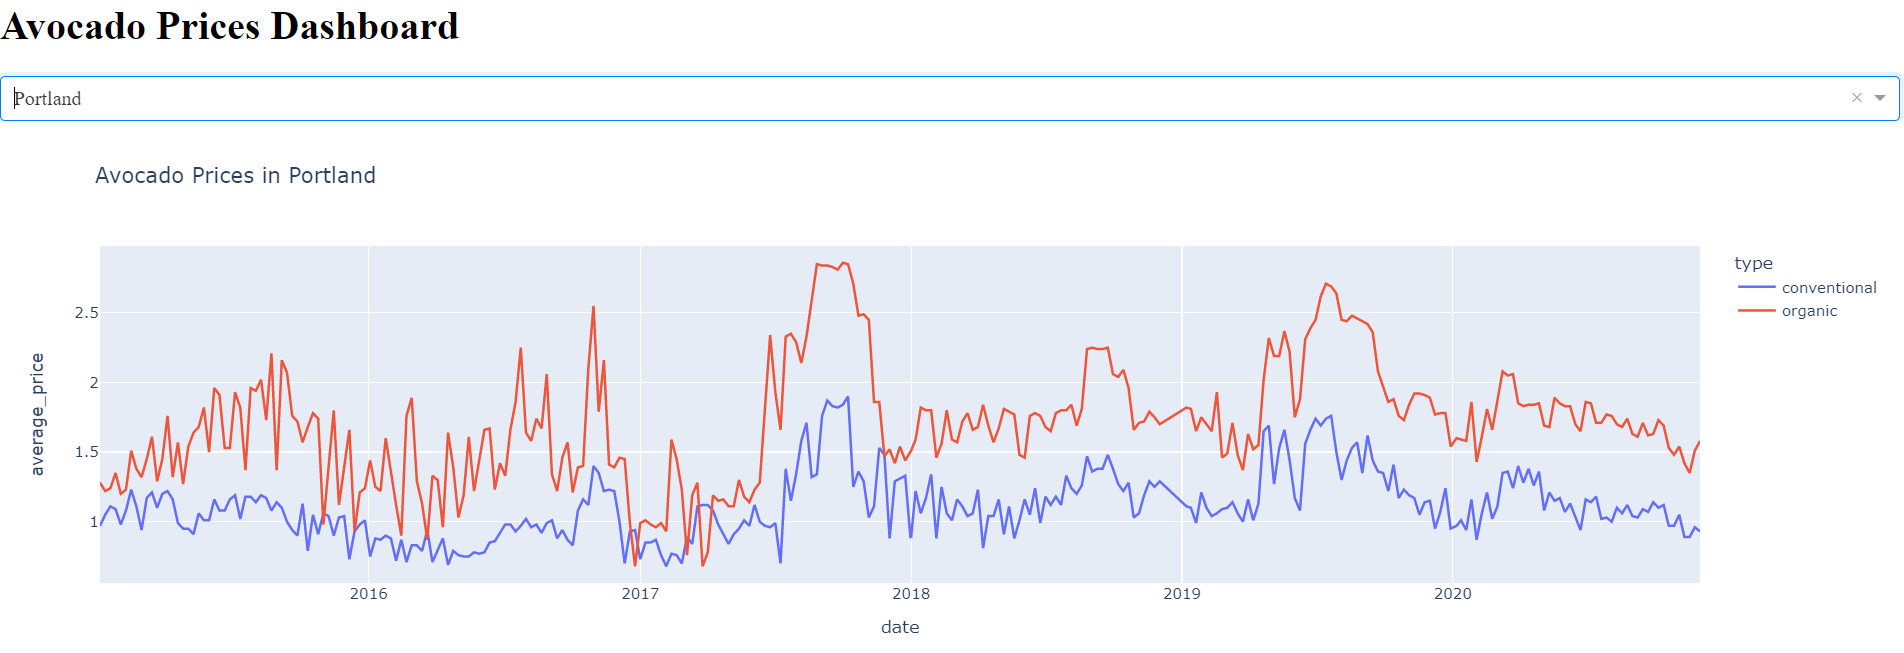 Avocado Prices Dashboard
Portland
×
Avocado Prices in Portland
type
conventional
organic
average_price
2.5
2
1.5
1
2016 2017 2018 2019 2020
date